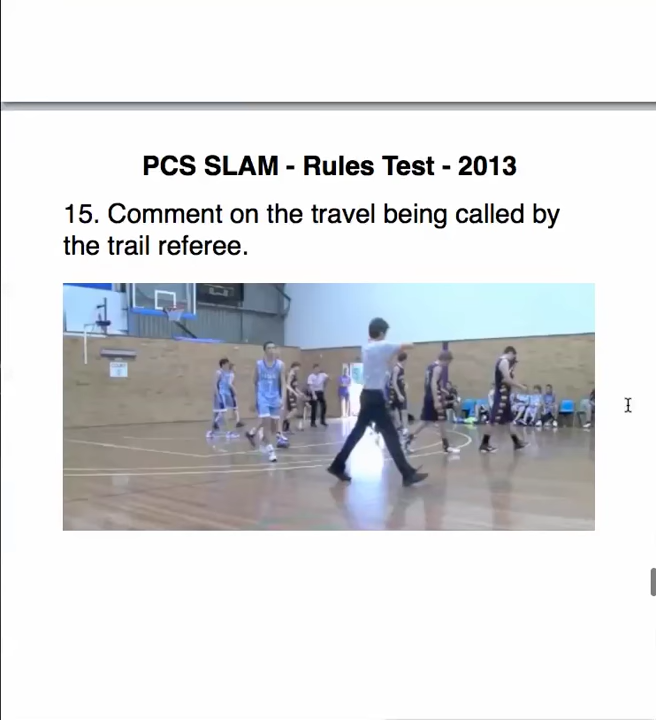 PCS SLAM - Rules Test - 2013
15. Comment on the travel being called by
the trail referee.